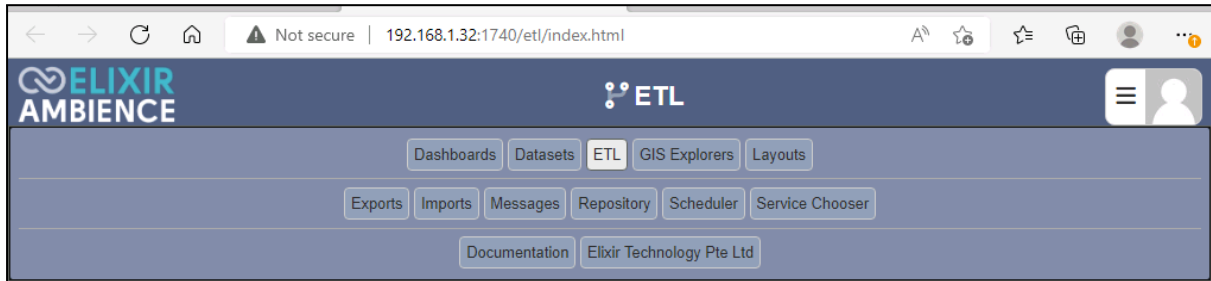 Not secure | 192.168.1.32:1740/etl/index.html
ELIXIR
AMBIENCE
ETL
Dashboards Datasets ETL GIS Explorers Layouts
Exports Imports Messages Repository Scheduler Service Chooser
Documentation Elixir Technology Pte Ltd